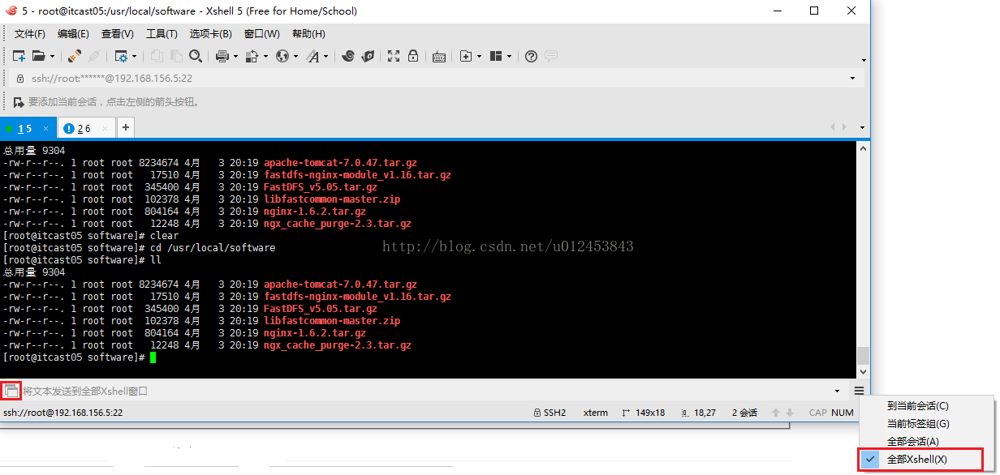 5 - root@itcast05:/usr/local/software - Xshell 5 (Free for Home/School)
文件(F) 编辑(E) 查看(V) 工具(T) 选项卡(B) 窗口(W) 帮助(H)
ssh://root:******@192.168.156.5:22
要添加当前会话，点击左侧的箭头按钮。
1 5 × 2 6 × +
总用量 9304
-rw-r--r--. 1 root root 8234674 4月 3 20:19 apache-tomcat-7.0.47.tar.gz
-rw-r--r--. 1 root root 17510 4月 3 20:19 fastdfs-nginx-module_v1.16.tar.gz
-rw-r--r--. 1 root root 345400 4月 3 20:19 FastDFS_v5.05.tar.gz
-rw-r--r--. 1 root root 102378 4月 3 20:19 libfastcommon-master.zip
-rw-r--r--. 1 root root 804164 4月 3 20:19 nginx-1.6.2.tar.gz
-rw-r--r--. 1 root root 12248 4月 3 20:19 ngx_cache_purge-2.3.tar.gz
[root@itcast05 software]# clear
[root@itcast05 software]# cd /usr/local/software
http://blog.csdn.net/u012453843
[root@itcast05 software]# ll
总用量 9304
-rw-r--r--. 1 root root 8234674 4月 3 20:19 apache-tomcat-7.0.47.tar.gz
-rw-r--r--. 1 root root 17510 4月 3 20:19 fastdfs-nginx-module_v1.16.tar.gz
-rw-r--r--. 1 root root 345400 4月 3 20:19 FastDFS_v5.05.tar.gz
-rw-r--r--. 1 root root 102378 4月 3 20:19 libfastcommon-master.zip
-rw-r--r--. 1 root root 804164 4月 3 20:19 nginx-1.6.2.tar.gz
-rw-r--r--. 1 root root 12248 4月 3 20:19 ngx_cache_purge-2.3.tar.gz
[root@itcast05 software]#
将文本发送到全部Xshell窗口
ssh://root@192.168.156.5:22 SSH2 xterm 149x18 18,27 2 会话 CAP NUM
到当前会话(C)
当前标签组(G)
全部会话(A)
全部Xshell(X)